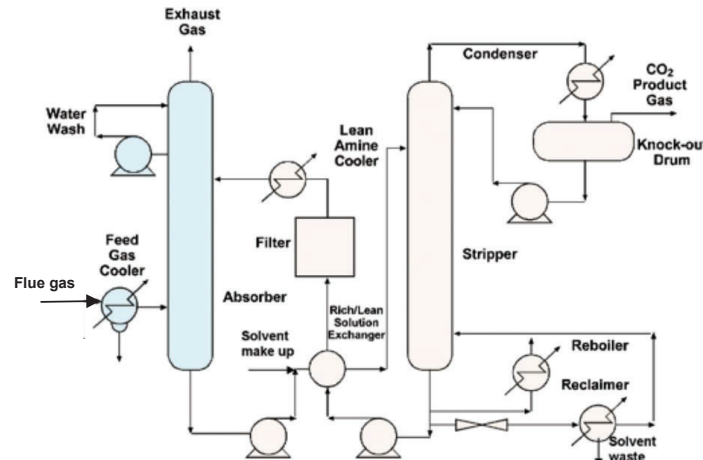 Exhaust
Gas
Condenser
CO₂
Product
Gas
Water
Wash
Lean
Amine
Cooler
Knock-out
Drum
Feed
Gas
Cooler
Filter
Stripper
Flue gas
Absorber
Rich/Lean
Solution
Exchanger
Solvent
make up
Reboiler
Reclaimer
Solvent
waste